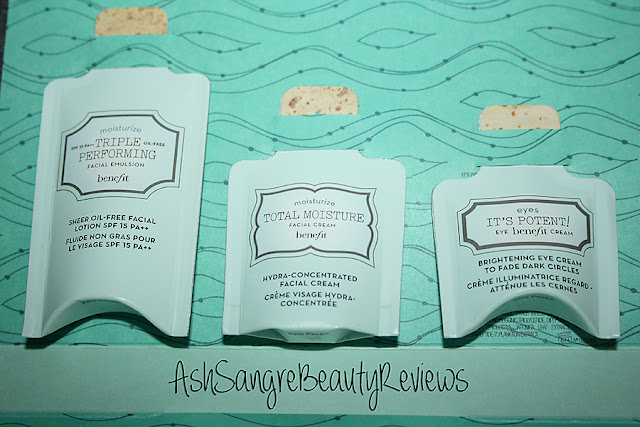 moisturize
SPF 15 PA++ TRIPLE OIL-FREE
PERFORMING
FACIAL EMULSION
benefit
SHEER OIL-FREE FACIAL
LOTION SPF 15 PA++
FLUIDE NON GRAS POUR
LE VISAGE SPF 15 PA++
moisturize
TOTAL MOISTURE
FACIAL CREAM
benefit
HYDRA-CONCENTRATED
FACIAL CREAM
CRÈME VISAGE HYDRA-
CONCENTRÉE
eyes
IT'S POTENT!
EYE benefit CREAM
BRIGHTENING EYE CREAM
TO FADE DARK CIRCLES
CRÈME ILLUMINATRICE REGARD -
ATTÉNUE LES CERNES
AshSangreBeautyReviews